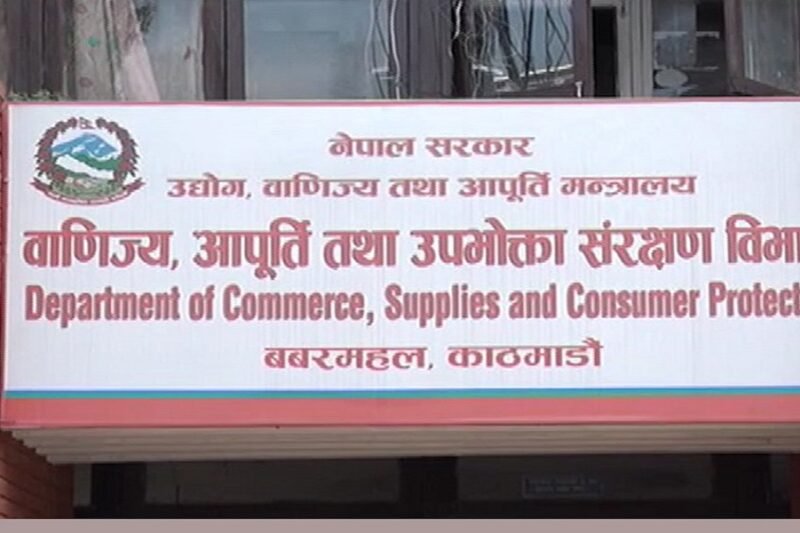 नेपाल सरकार
उद्योग, वाणिज्य तथा आपूर्ति मन्त्रालय
वाणिज्य, आपूर्ति तथा उपभोक्ता संरक्षण विभा
Department of Commerce, Supplies and Consumer Protect
बबरमहल, काठमाडौं